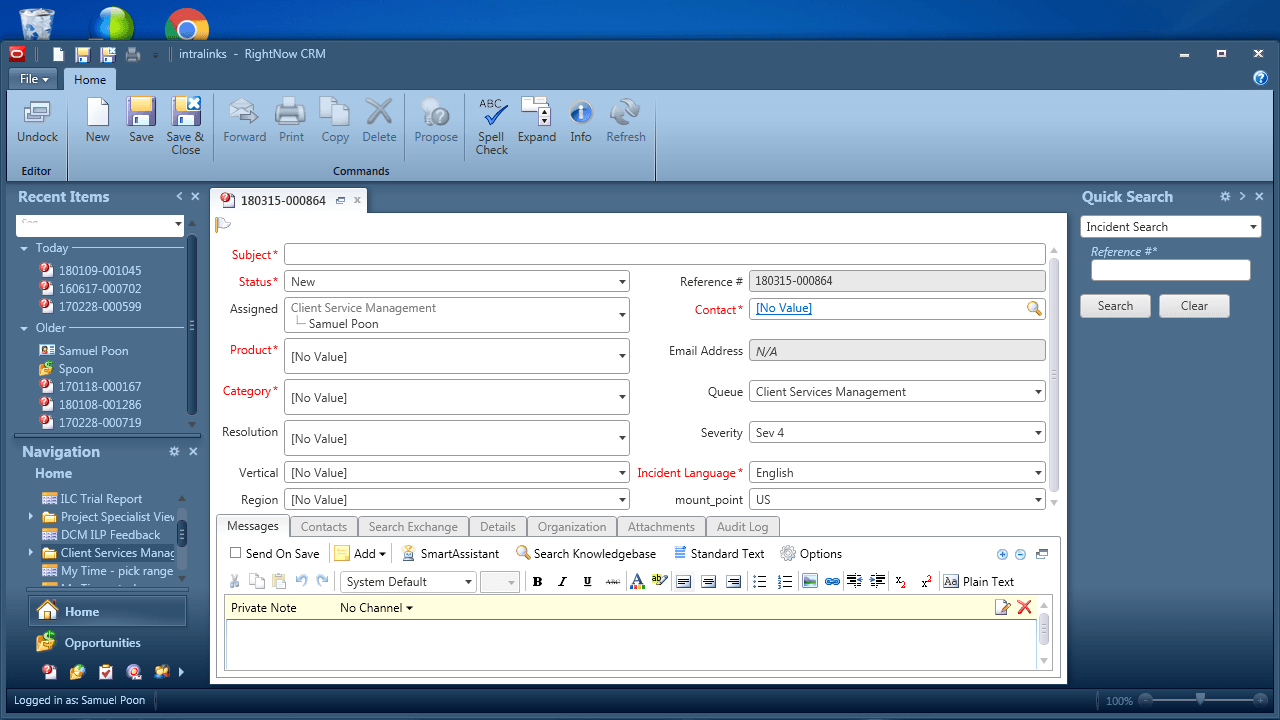 intralinks - RightNow CRM
File
Home
Undock
New
Save
Save & Close
Forward
Print
Copy
Delete
Propose
ABC
Spell Check
Expand
Info
Refresh
Editor
Commands
Recent Items
Today
180109-001045
160617-000702
170228-000599
Older
Samuel Poon
Spoon
170118-000167
180108-001286
170228-000719
Navigation
Home
ILC Trial Report
Project Specialist View
DCM ILP Feedback
Client Services Manag
My Time - pick range
Home
Opportunities
180315-000864
Subject*
Status* New
Reference # 180315-000864
Assigned Client Service Management
Samuel Poon
Contact* [No Value]
Product* [No Value]
Email Address N/A
Category* [No Value]
Queue Client Services Management
Resolution [No Value]
Severity Sev 4
Vertical [No Value]
Incident Language* English
Region [No Value]
mount_point US
Messages Contacts Search Exchange Details Organization Attachments Audit Log
Send On Save Add SmartAssistant Search Knowledgebase Standard Text Options
System Default B I U ABC A ab x2 x2 Aa Plain Text
Private Note No Channel
Quick Search
Incident Search
Reference #*
Search Clear
Logged in as: Samuel Poon
100%